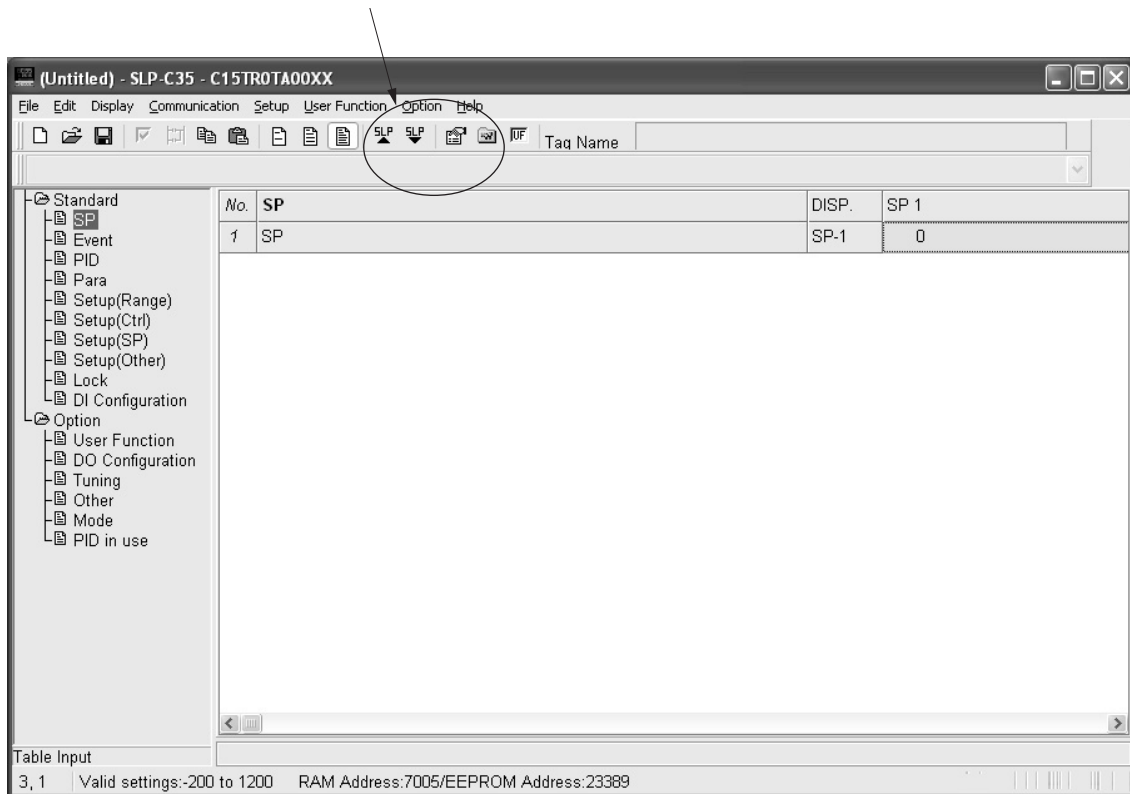 (Untitled) - SLP-C35 - C15TR0TA00XX
File Edit Display Communication Setup User Function Option Help
SLP SLP UF Tag Name
Standard
SP
Event
PID
Para
Setup(Range)
Setup(Ctrl)
Setup(SP)
Setup(Other)
Lock
DI Configuration
Option
User Function
DO Configuration
Tuning
Other
Mode
PID in use
No. SP DISP. SP 1
1 SP SP-1 0
Table Input
3, 1 Valid settings:-200 to 1200 RAM Address:7005/EEPROM Address:23389